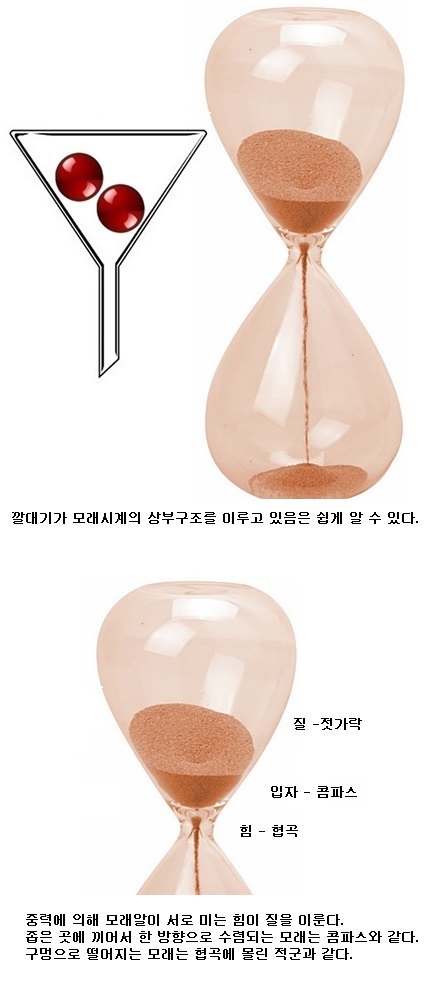 깔대기가 모래시계의 상부구조를 이루고 있음은 쉽게 알 수 있다.
질 -젓가락
입자 - 콤파스
힘 - 협곡
중력에 의해 모래알이 서로 미는 힘이 질을 이룬다.
좁은 곳에 끼어서 한 방향으로 수렴되는 모래는 콤파스와 같다.
구멍으로 떨어지는 모래는 협곡에 몰린 적군과 같다.